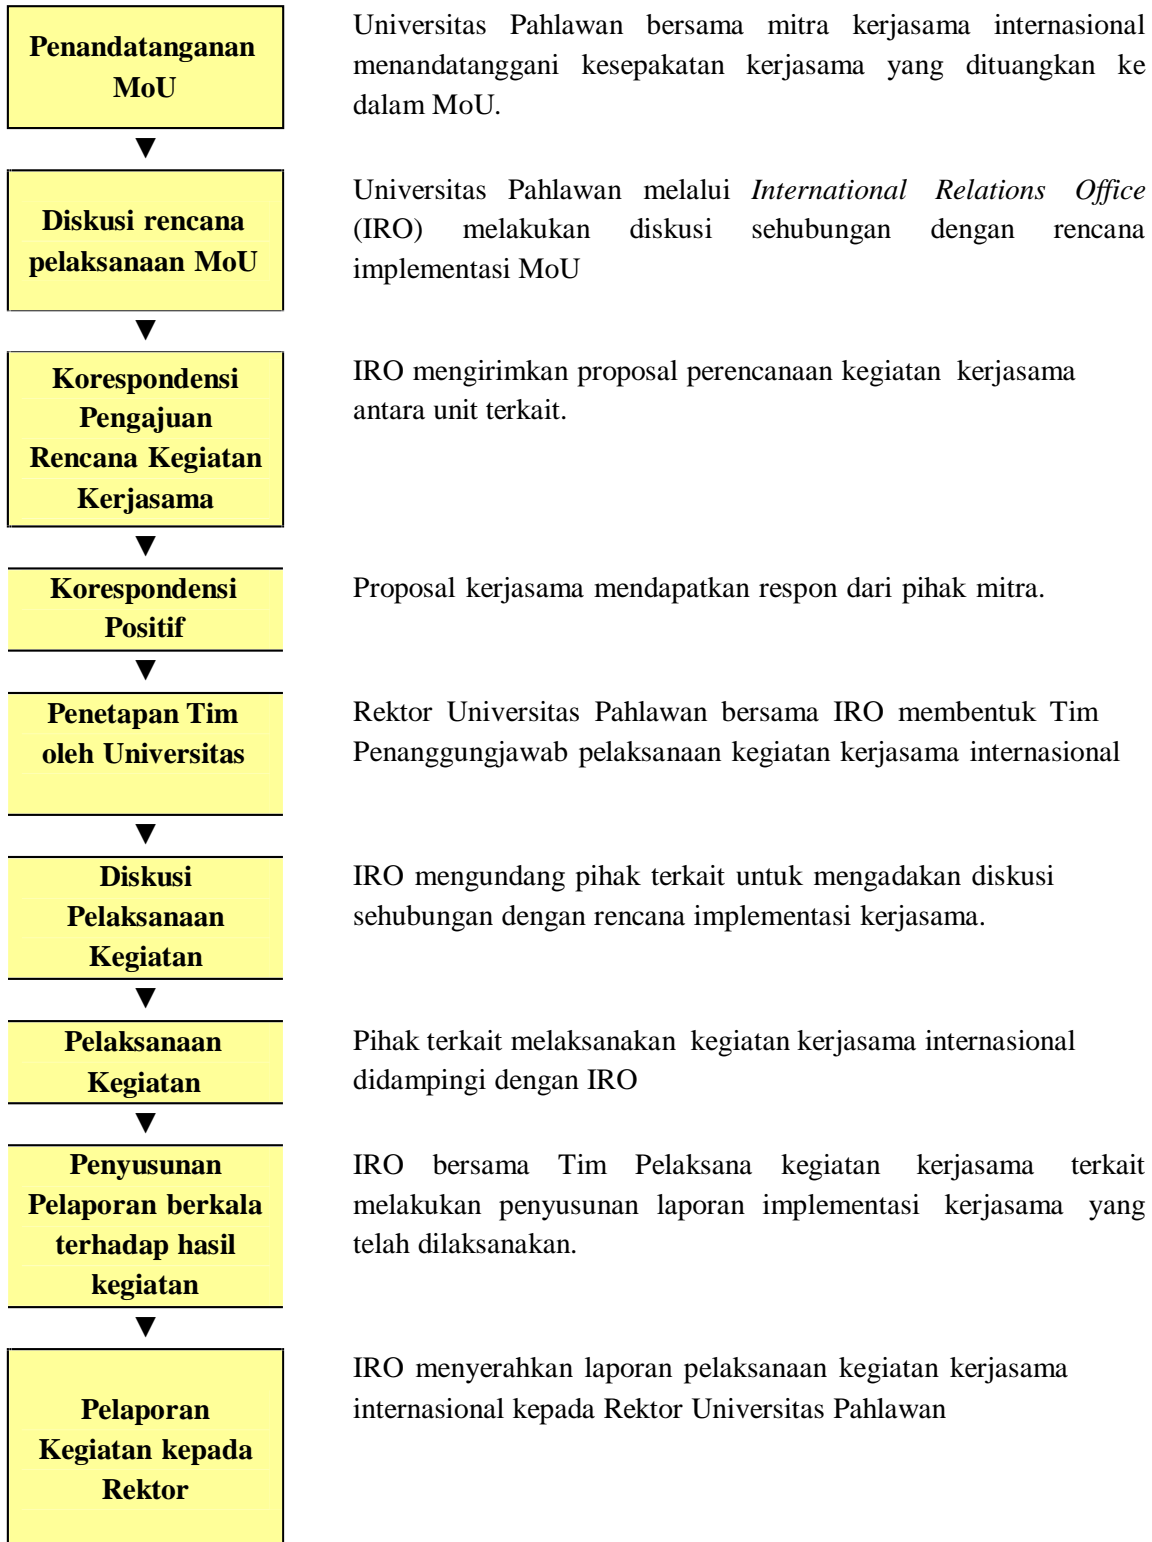 Penandatanganan
MoU
Universitas Pahlawan bersama mitra kerjasama internasional
menandatanggani kesepakatan kerjasama yang dituangkan ke
dalam MoU.
▼
Diskusi rencana
pelaksanaan MoU
Universitas Pahlawan melalui International Relations Office
(IRO) melakukan diskusi sehubungan dengan rencana
implementasi MoU
▼
Korespondensi
Pengajuan
Rencana Kegiatan
Kerjasama
IRO mengirimkan proposal perencanaan kegiatan kerjasama
antara unit terkait.
▼
Korespondensi
Positif
Proposal kerjasama mendapatkan respon dari pihak mitra.
▼
Penetapan Tim
oleh Universitas
Rektor Universitas Pahlawan bersama IRO membentuk Tim
Penanggungjawab pelaksanaan kegiatan kerjasama internasional
▼
Diskusi
Pelaksanaan
Kegiatan
IRO mengundang pihak terkait untuk mengadakan diskusi
sehubungan dengan rencana implementasi kerjasama.
▼
Pelaksanaan
Kegiatan
Pihak terkait melaksanakan kegiatan kerjasama internasional
didampingi dengan IRO
▼
Penyusunan
Pelaporan berkala
terhadap hasil
kegiatan
IRO bersama Tim Pelaksana kegiatan kerjasama terkait
melakukan penyusunan laporan implementasi kerjasama yang
telah dilaksanakan.
▼
Pelaporan
Kegiatan kepada
Rektor
IRO menyerahkan laporan pelaksanaan kegiatan kerjasama
internasional kepada Rektor Universitas Pahlawan